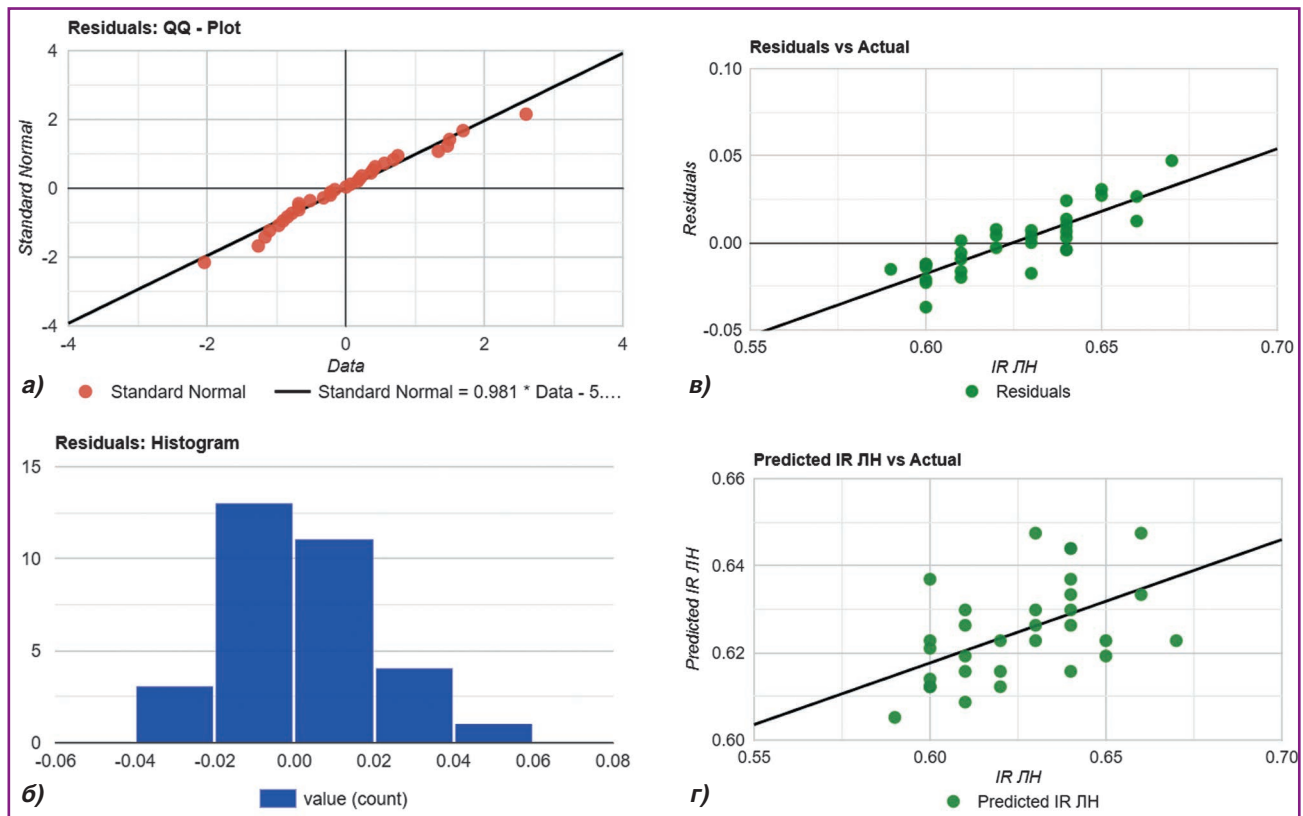 Residuals: QQ - Plot
4
2
0
-2
-4
-4
-2
0
2
4
Standard Normal
Data
а)
Standard Normal
Standard Normal = 0.981 * Data - 5....
Residuals vs Actual
0.10
0.05
0.00
-0.05
0.55
0.60
0.65
0.70
Residuals
IR ЛН
в)
Residuals
Residuals: Histogram
15
10
5
0
-0.06
-0.04
-0.02
0.00
0.02
0.04
0.06
0.08
б)
value (count)
Predicted IR ЛН vs Actual
0.66
0.64
0.62
0.60
0.55
0.60
0.65
0.70
Predicted IR ЛН
IR ЛН
г)
Predicted IR ЛН